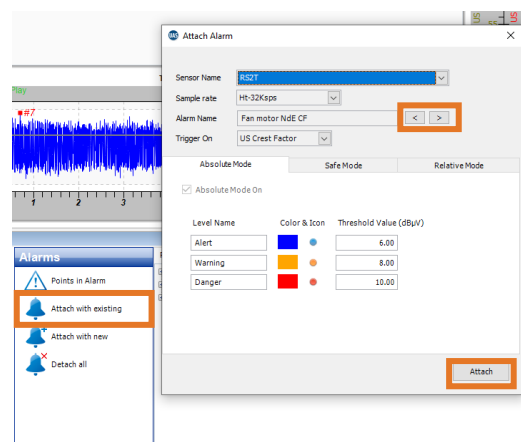 US
US
UAS Attach Alarm
Play
#7
Sensor Name RS2T
Sample rate Ht-32Ksps
Alarm Name Fan motor NdE CF < >
Trigger On US Crest Factor
1 2 3
Absolute Mode Safe Mode Relative Mode
Absolute Mode On
Level Name Color & Icon Threshold Value (dBµV)
Alert 6.00
Warning 8.00
Danger 10.00
Alarms
Points in Alarm
Attach with existing
Attach with new
Detach all
Attach